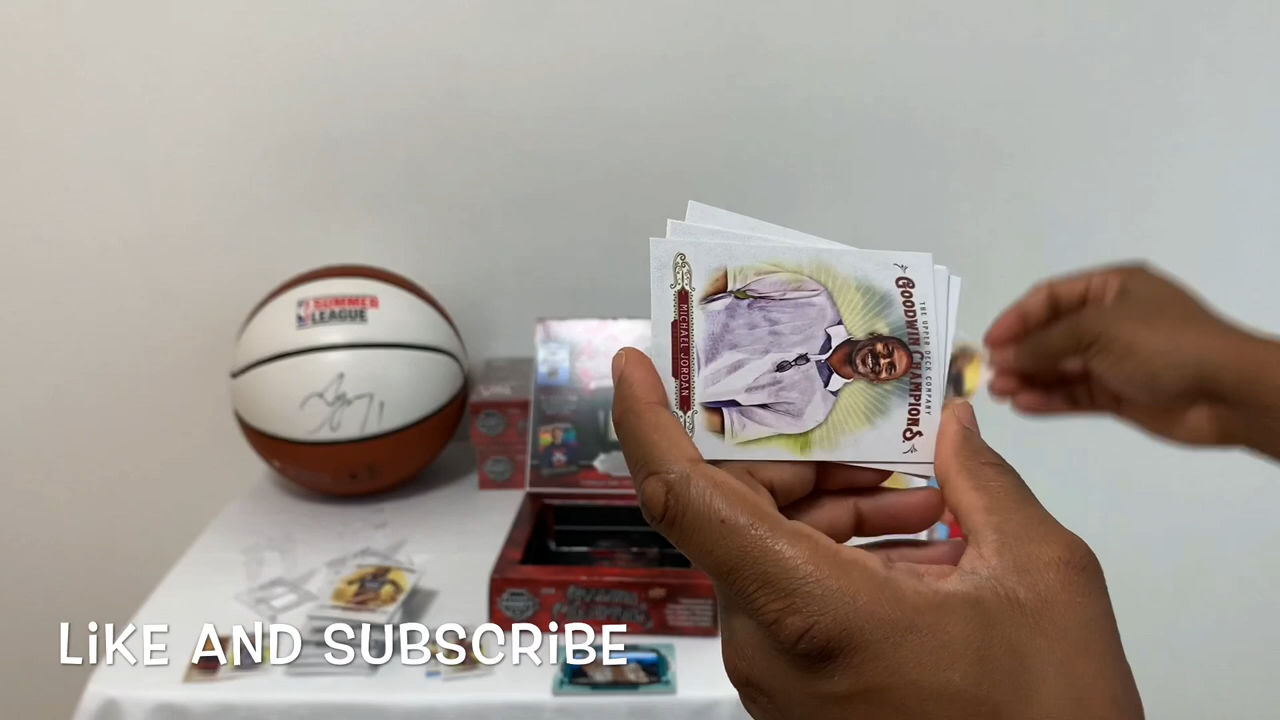 SUMMER
LEAGUE
THE UPPER DECK COMPANY
GOODWIN CHAMPIONS
MICHAEL JORDAN
LiKE AND SUBSCRiBE